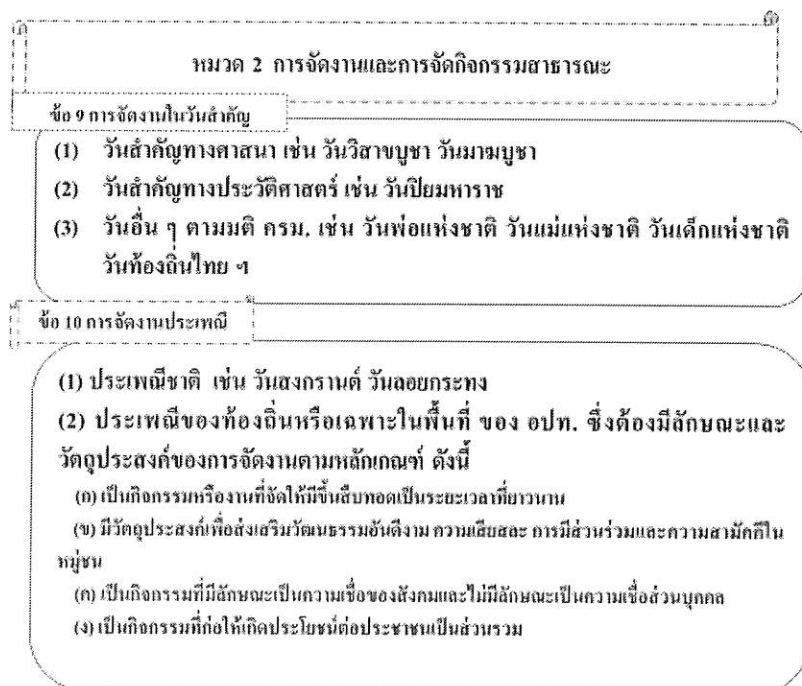 หมวด 2 การจัดงานและการจัดกิจกรรมสาธารณะ
ข้อ 9 การจัดงานในวันสำคัญ
(1) วันสำคัญทางศาสนา เช่น วันวิสาขบูชา วันมาฆบูชา
(2) วันสำคัญทางประวัติศาสตร์ เช่น วันปิยมหาราช
(3) วันอื่น ๆ ตามมติ ครม. เช่น วันพ่อแห่งชาติ วันแม่แห่งชาติ วันเด็กแห่งชาติ
วันท้องถิ่นไทย ฯ
ข้อ 10 การจัดงานประเพณี
(1) ประเพณีชาติ เช่น วันสงกรานต์ วันลอยกระทง
(2) ประเพณีของท้องถิ่นหรือเฉพาะในพื้นที่ ของ อปท. ซึ่งต้องมีลักษณะและ
วัตถุประสงค์ของการจัดงานตามหลักเกณฑ์ ดังนี้
(ก) เป็นกิจกรรมหรืองานที่จัดให้มีขึ้นสืบทอดเป็นระยะเวลาที่ยาวนาน
(ข) มีวัตถุประสงค์เพื่อส่งเสริมวัฒนธรรมอันดีงาม ความเสียสละ การมีส่วนร่วมและความสามัคคีใน
หมู่ชน
(ค) เป็นกิจกรรมที่มีลักษณะเป็นความเชื่อของสังคมและไม่มีลักษณะเป็นความเชื่อส่วนบุคคล
(ง) เป็นกิจกรรมที่ก่อให้เกิดประโยชน์ต่อประชาชนเป็นส่วนรวม